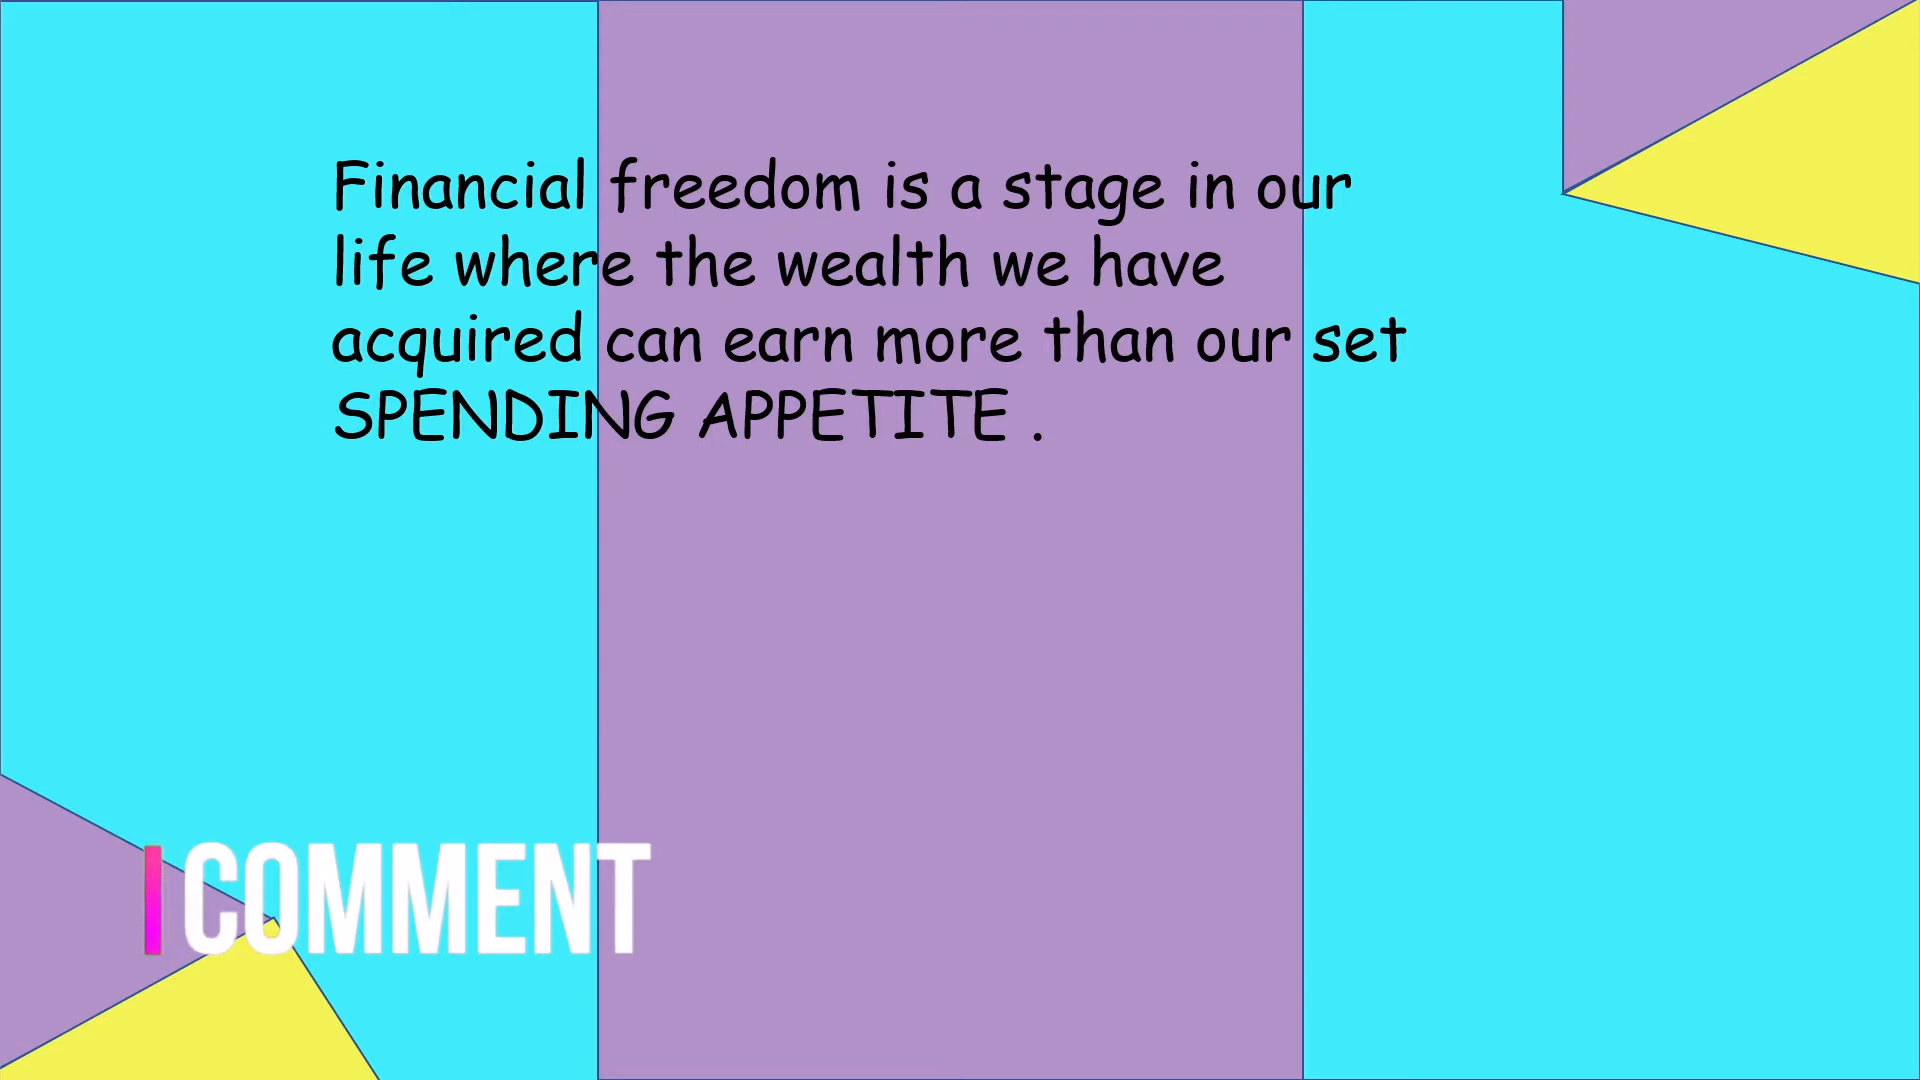 Financial freedom is a stage in our
life where the wealth we have
acquired can earn more than our set
SPENDING APPETITE .
COMMENT